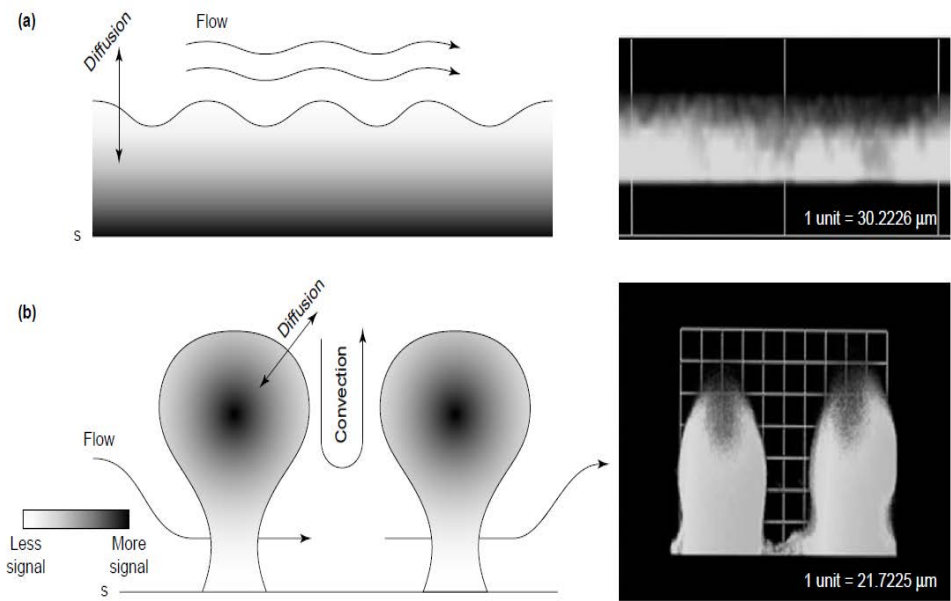 (a)
Diffusion
Flow
S
1 unit = 30.2226 µm
(b)
Diffusion
Convection
Flow
Less signal
More signal
S
1 unit = 21.7225 µm